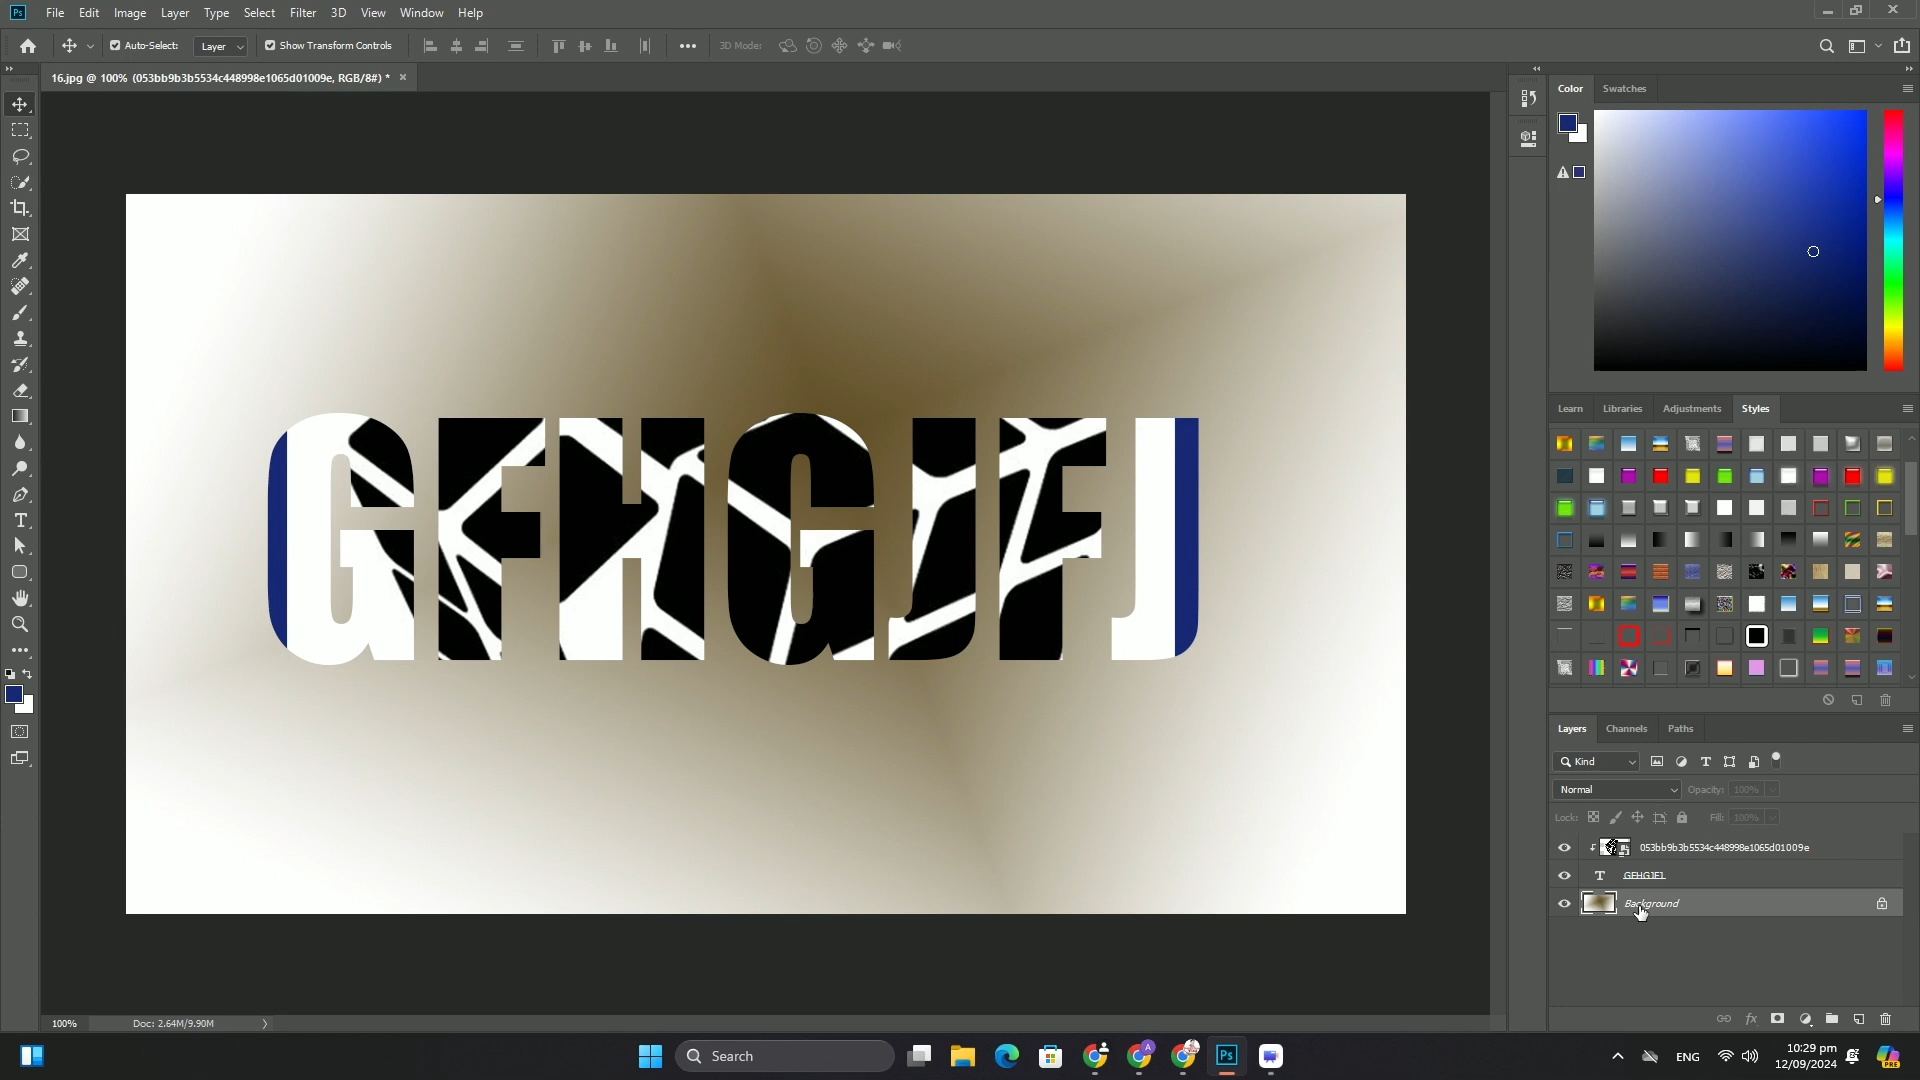 Ps File Edit Image Layer Type Select Filter 3D View Window Help
Auto-Select: Layer Show Transform Controls 3D Mode:
16.jpg @ 100% (053bb9b3b5534c448998e1065d01009e, RGB/8#) *
Color Swatches
GFHGJFJ
Learn Libraries Adjustments Styles
Layers Channels Paths
Kind
Normal Opacity: 100%
Lock: Fill: 100%
053bb9b3b5534c448998e1065d01009e
GFHGJFJ
Background
100% Doc: 2.64M/9.90M
Search
Ps
ENG
10:29 pm
12/09/2024
PRE